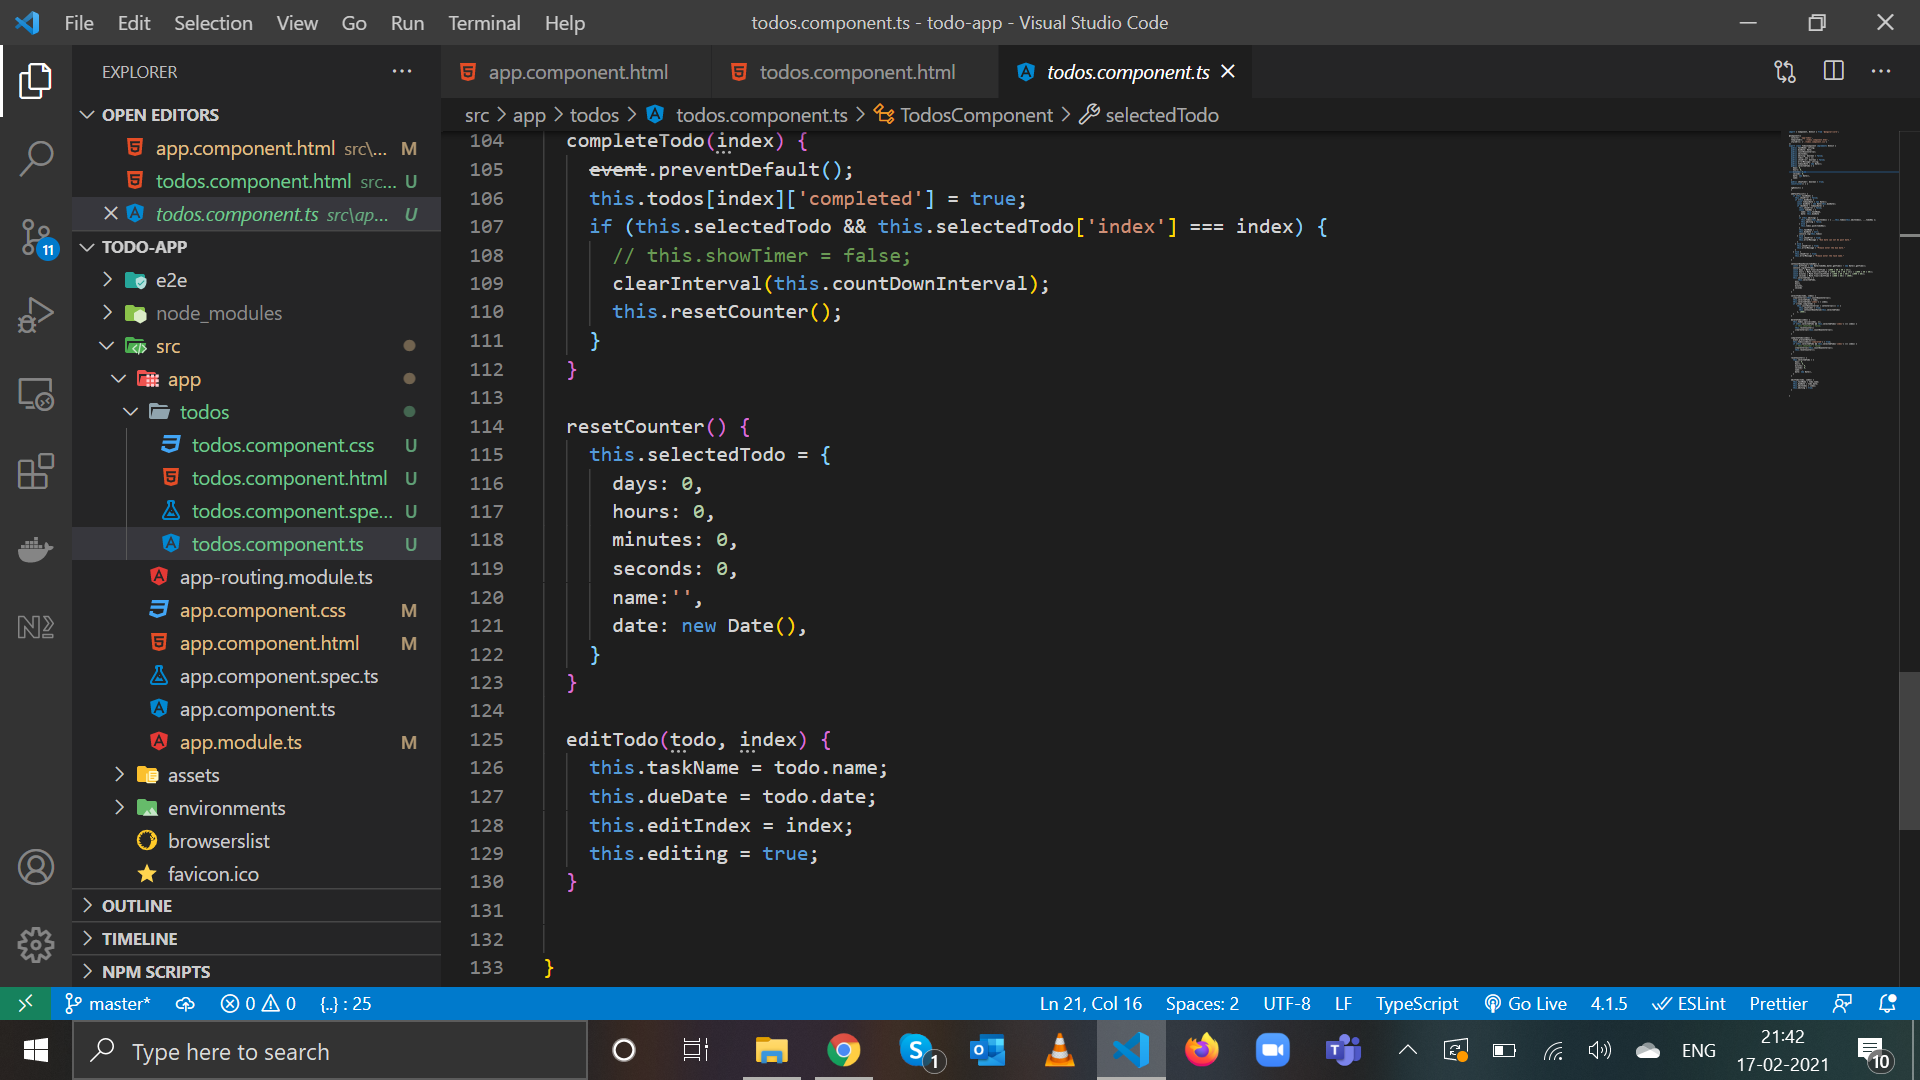 File Edit Selection View Go Run Terminal Help
todos.component.ts - todo-app - Visual Studio Code
EXPLORER
OPEN EDITORS
app.component.html src\... M
todos.component.html src... U
todos.component.ts src\ap... U
TODO-APP
e2e
node_modules
src
app
todos
todos.component.css U
todos.component.html U
todos.component.spe... U
todos.component.ts U
app-routing.module.ts
app.component.css M
app.component.html M
app.component.spec.ts
app.component.ts
app.module.ts M
assets
environments
browserslist
favicon.ico
OUTLINE
TIMELINE
NPM SCRIPTS
11
app.component.html
todos.component.html
todos.component.ts
src > app > todos > todos.component.ts > TodosComponent > selectedTodo
104 completeTodo(index) {
105 event.preventDefault();
106 this.todos[index]['completed'] = true;
107 if (this.selectedTodo && this.selectedTodo['index'] === index) {
108 // this.showTimer = false;
109 clearInterval(this.countDownInterval);
110 this.resetCounter();
111 }
112 }
113
114 resetCounter() {
115 this.selectedTodo = {
116 days: 0,
117 hours: 0,
118 minutes: 0,
119 seconds: 0,
120 name:'',
121 date: new Date(),
122 }
123 }
124
125 editTodo(todo, index) {
126 this.taskName = todo.name;
127 this.dueDate = todo.date;
128 this.editIndex = index;
129 this.editing = true;
130 }
131
132
133 }
master* 0 0 {..} : 25
Ln 21, Col 16 Spaces: 2 UTF-8 LF TypeScript Go Live 4.1.5 ESLint Prettier
Type here to search
1
ENG
21:42
17-02-2021
10